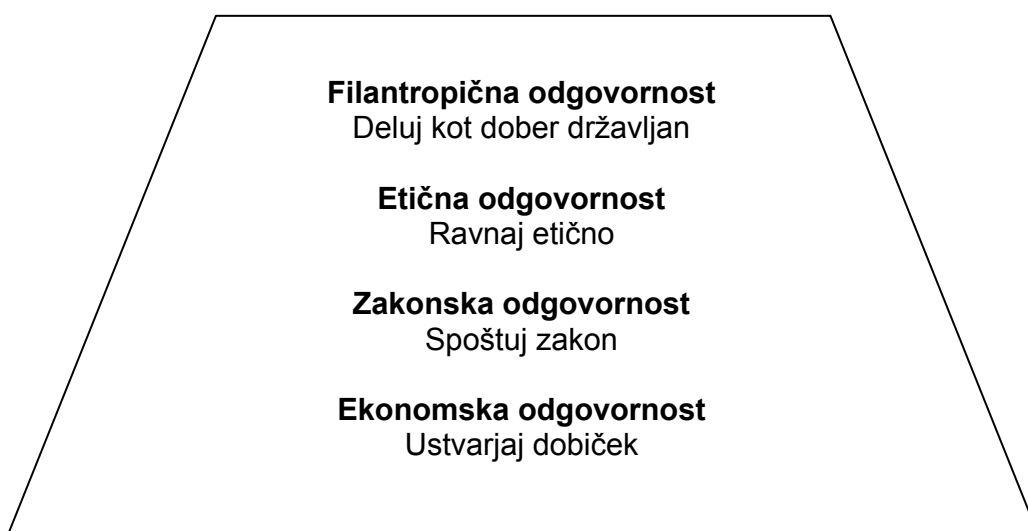 Filantropična odgovornost
Deluj kot dober državljan
Etična odgovornost
Ravnaj etično
Zakonska odgovornost
Spoštuj zakon
Ekonomska odgovornost
Ustvarjaj dobiček